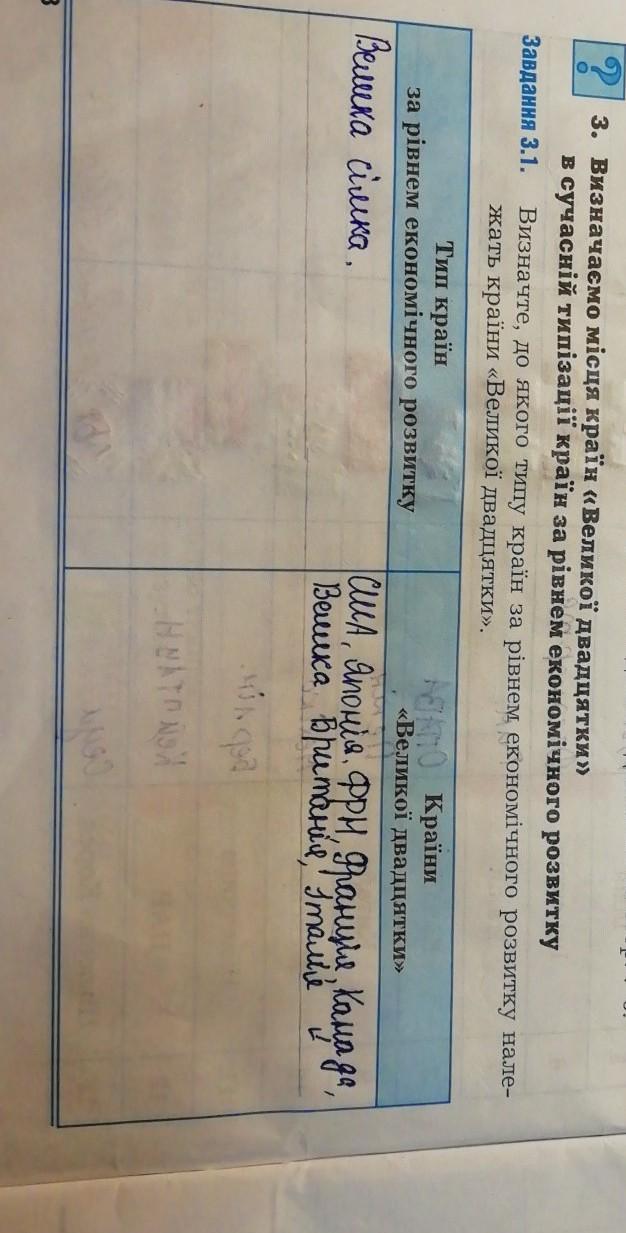 3. Визначаємо місця країн «Великої двадцятки»
в сучасній типізації країн за рівнем економічного розвитку
Завдання 3.1. Визначте, до якого типу країн за рівнем економічного розвитку нале-
жать країни «Великої двадцятки».
Тип країн
за рівнем економічного розвитку
Країни
«Великої двадцятки»
Велика сімка.
США, Японія, ФРН, Франція, Канада,
Велика Британія, Італія